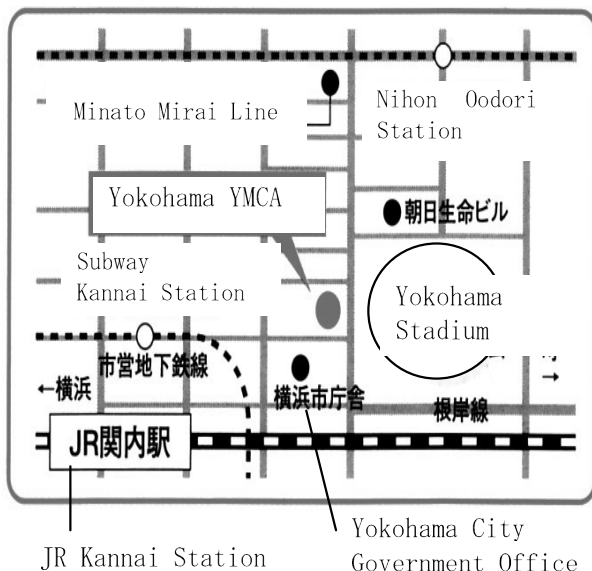 Minato Mirai Line
Nihon Oodori
Station
Yokohama YMCA
朝日生命ビル
Subway
Kannai Station
Yokohama
Stadium
市営地下鉄線
←横浜
横浜市庁舎
根岸線
→
JR関内駅
JR Kannai Station
Yokohama City
Government Office